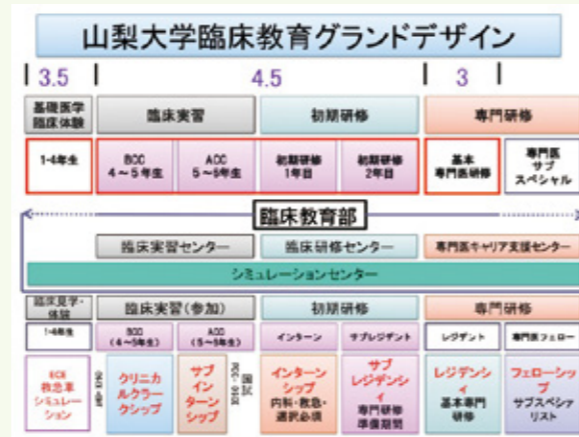 山梨大学臨床教育グランドデザイン
3.5
4.5
3
基礎医学
臨床体験
臨床実習
初期研修
専門研修
1-4年生
BCC
4～5年生
ACC
5～6年生
初期研修
1年目
初期研修
2年目
基本
専門医研修
専門医
サブ
スペシャル
臨床教育部
臨床実習センター
臨床研修センター
専門医キャリア支援センター
シミュレーションセンター
臨床見学・
体験
臨床実習(参加)
初期研修
専門研修
1-4年生
BCC
(4～5年生)
ACC
(5～6年生)
インターン
サブレジデント
レジデント
専門医フェロー
ECE
救急車
シミュレー
ション
クリニカ
ルクラー
クシップ
サブ
イン
ターン
シップ
国試
インターン
シップ
内科・救急・
選択必須
サブ
レジデンシ
ィ
専門研修
準備期間
レジデンシ
ィ
基本専門
研修
フェローシッ
プ
サブスペシャ
リスト